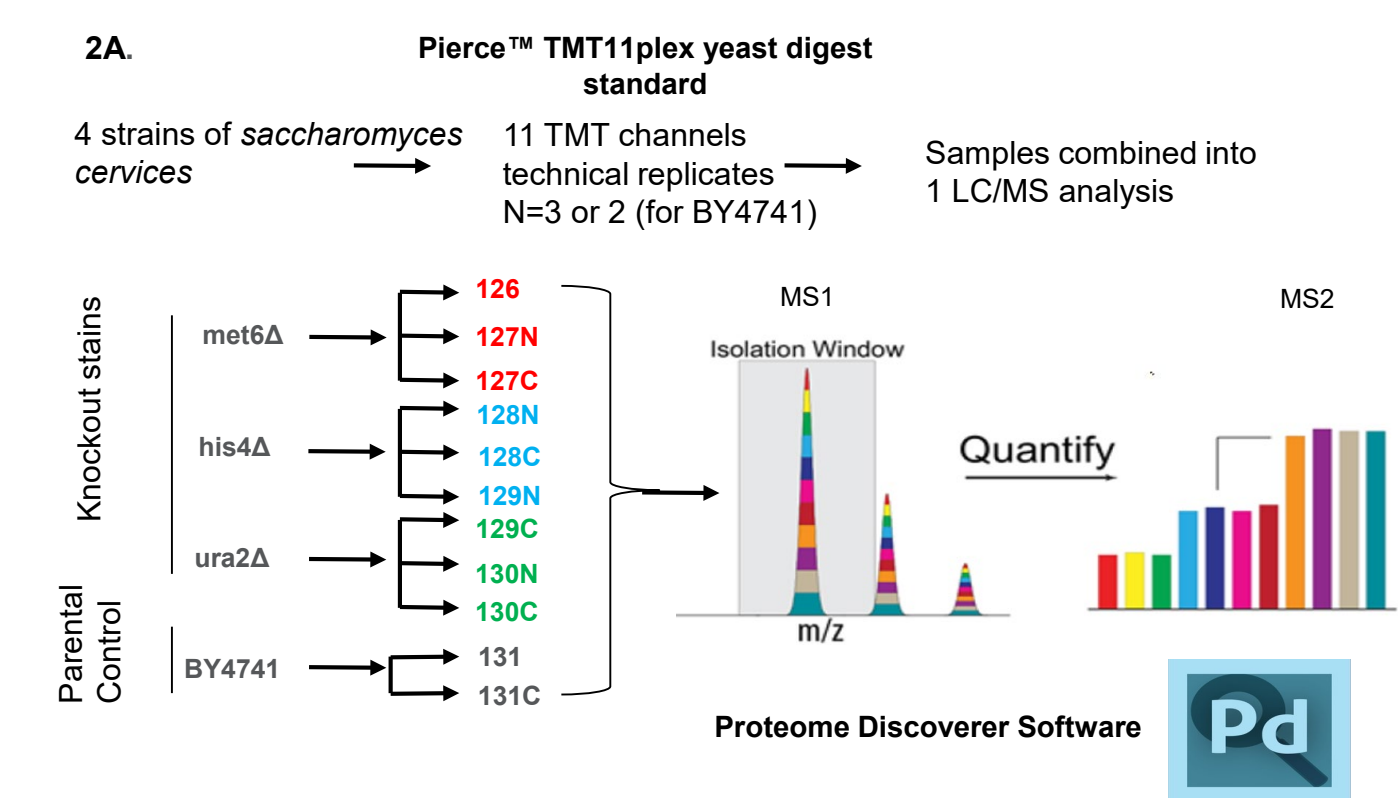 2A.
Pierce™ TMT11plex yeast digest
standard
4 strains of saccharomyces
cervices
11 TMT channels
technical replicates
N=3 or 2 (for BY4741)
Samples combined into
1 LC/MS analysis
Knockout stains
met6Δ
126
127N
127C
his4Δ
128N
128C
129N
ura2Δ
129C
130N
130C
Parental
Control
BY4741
131
131C
MS1
Isolation Window
m/z
Quantify
MS2
Proteome Discoverer Software
Pd